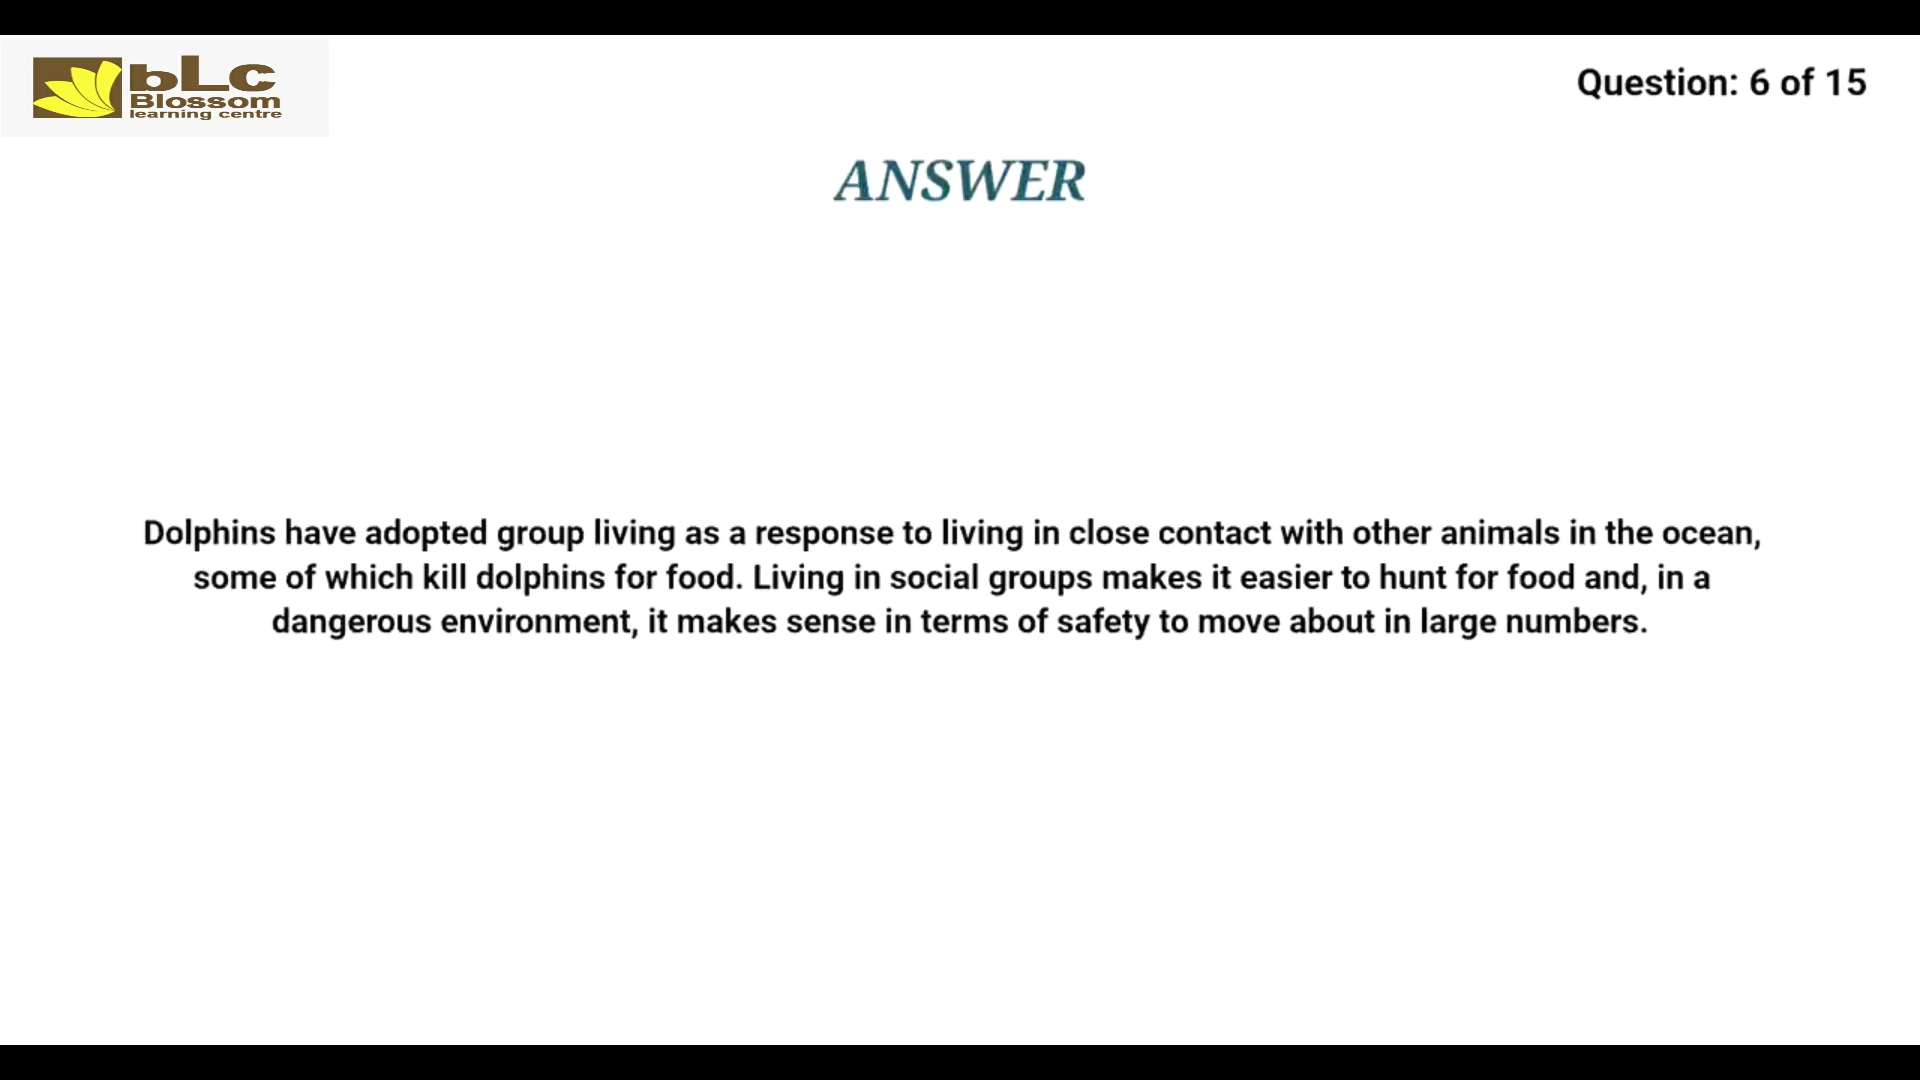 bLc
Blossom
learning centre
Question: 6 of 15
ANSWER
Dolphins have adopted group living as a response to living in close contact with other animals in the ocean,
some of which kill dolphins for food. Living in social groups makes it easier to hunt for food and, in a
dangerous environment, it makes sense in terms of safety to move about in large numbers.